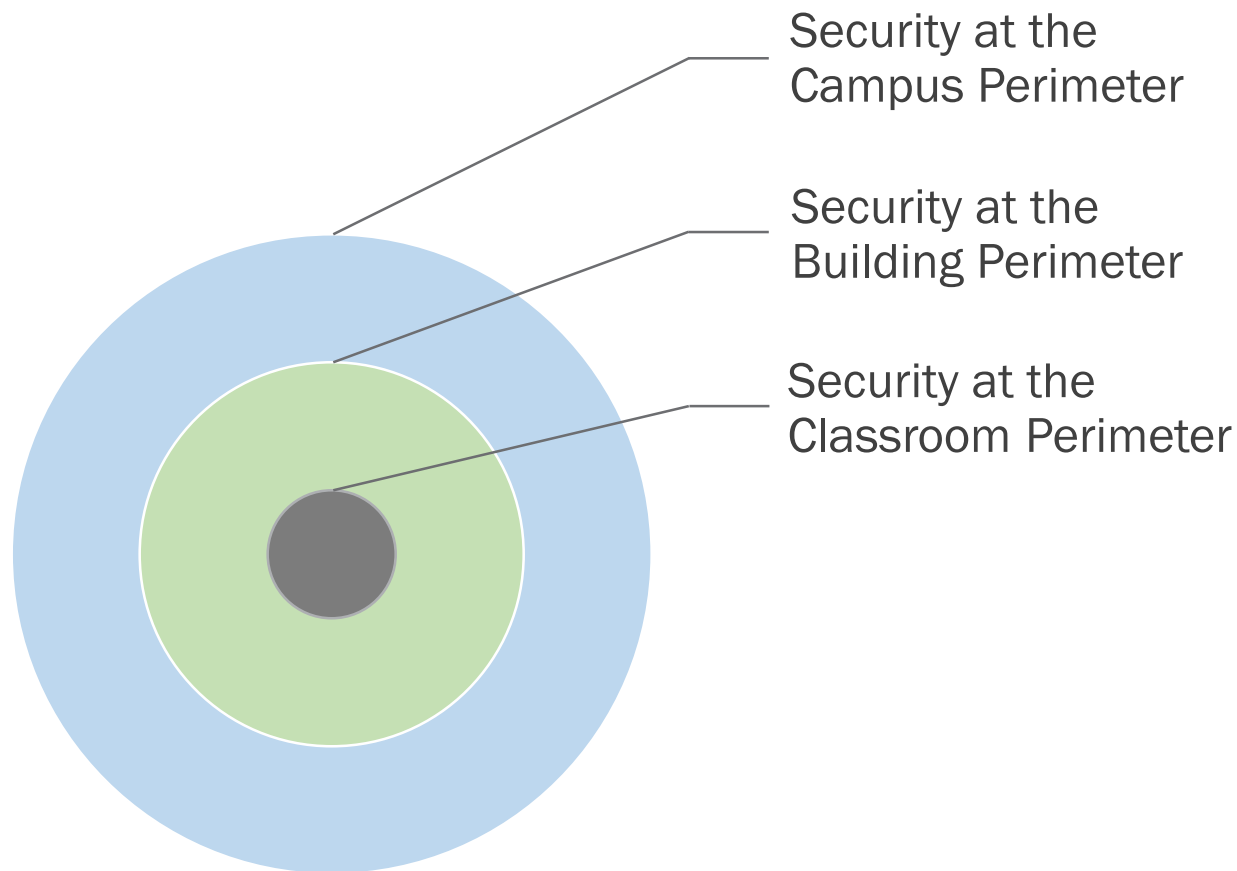 Security at the
Campus Perimeter
Security at the
Building Perimeter
Security at the
Classroom Perimeter